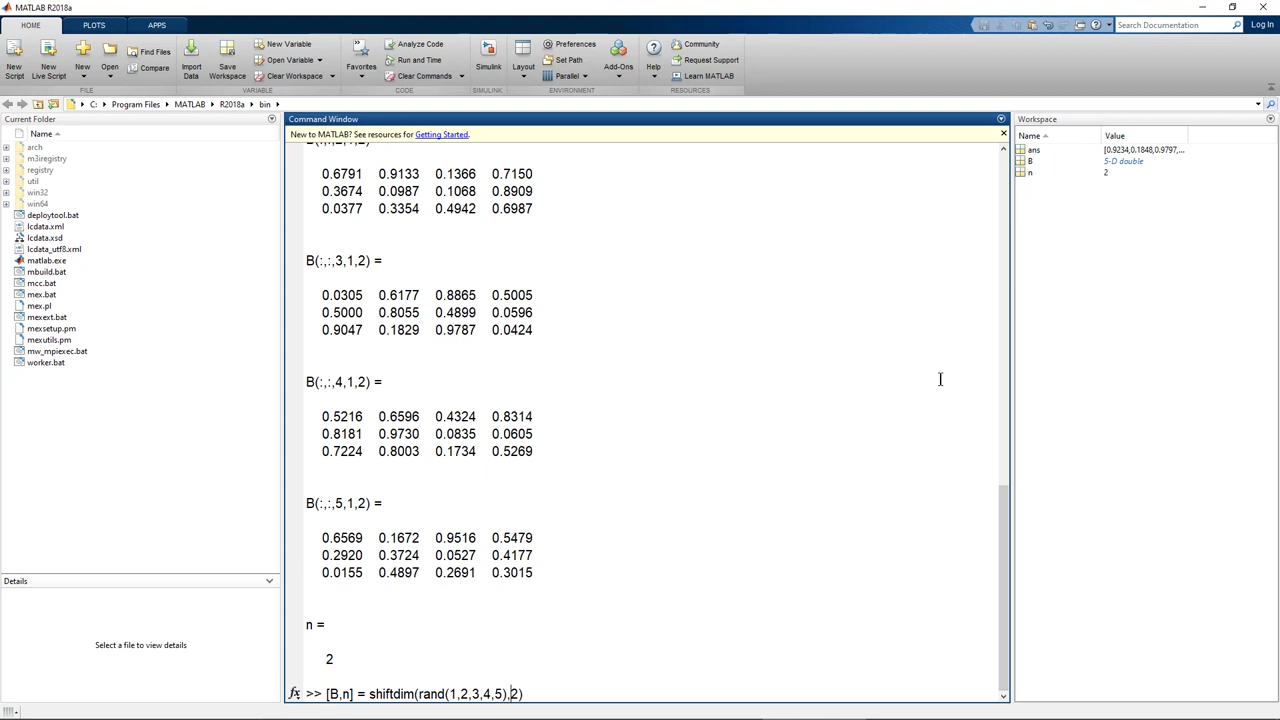 MATLAB R2018a
HOME
PLOTS
APPS
Search Documentation
Log In
New Script
New Live Script
New
Open
Find Files
Compare
Import Data
Save Workspace
New Variable
Open Variable
Clear Workspace
Favorites
Analyze Code
Run and Time
Clear Commands
Simulink
Layout
Preferences
Set Path
Parallel
Add-Ons
Help
Community
Request Support
Learn MATLAB
FILE
VARIABLE
CODE
SIMULINK
ENVIRONMENT
RESOURCES
C: Program Files MATLAB R2018a bin
Current Folder
Name
arch
m3iregistry
registry
util
win32
win64
deploytool.bat
lcdata.xml
lcdata.xsd
lcdata_utf8.xml
matlab.exe
mbuild.bat
mcc.bat
mex.bat
mex.pl
mexext.bat
mexsetup.pm
mexutils.pm
mw_mpiexec.bat
worker.bat
Details
Select a file to view details
Command Window
New to MATLAB? See resources for Getting Started.
0.6791 0.9133 0.1366 0.7150
0.3674 0.0987 0.1068 0.8909
0.0377 0.3354 0.4942 0.6987
B(:,:,3,1,2) =
0.0305 0.6177 0.8865 0.5005
0.5000 0.8055 0.4899 0.0596
0.9047 0.1829 0.9787 0.0424
B(:,:,4,1,2) =
0.5216 0.6596 0.4324 0.8314
0.8181 0.9730 0.0835 0.0605
0.7224 0.8003 0.1734 0.5269
B(:,:,5,1,2) =
0.6569 0.1672 0.9516 0.5479
0.2920 0.3724 0.0527 0.4177
0.0155 0.4897 0.2691 0.3015
n =
2
fx >> [B,n] = shiftdim(rand(1,2,3,4,5),2)
Workspace
Name Value
ans [0.9234,0.1848,0.9797,...
B 5-D double
n 2